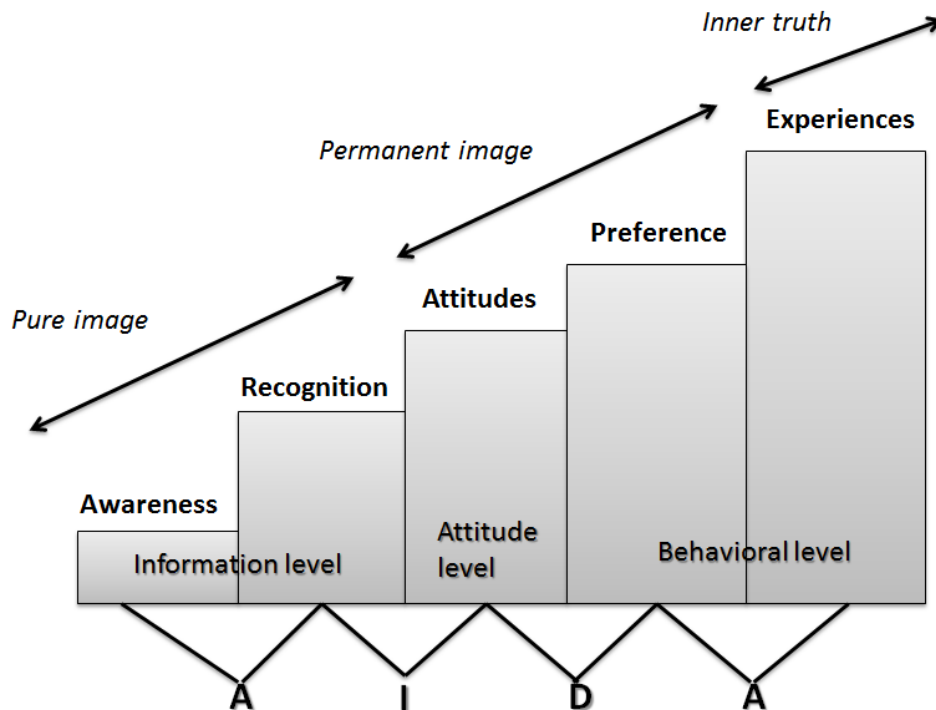 Inner truth
Experiences
Permanent image
Preference
Attitudes
Pure image
Recognition
Awareness
Information level
Attitude
level
Behavioral level
A
I
D
A